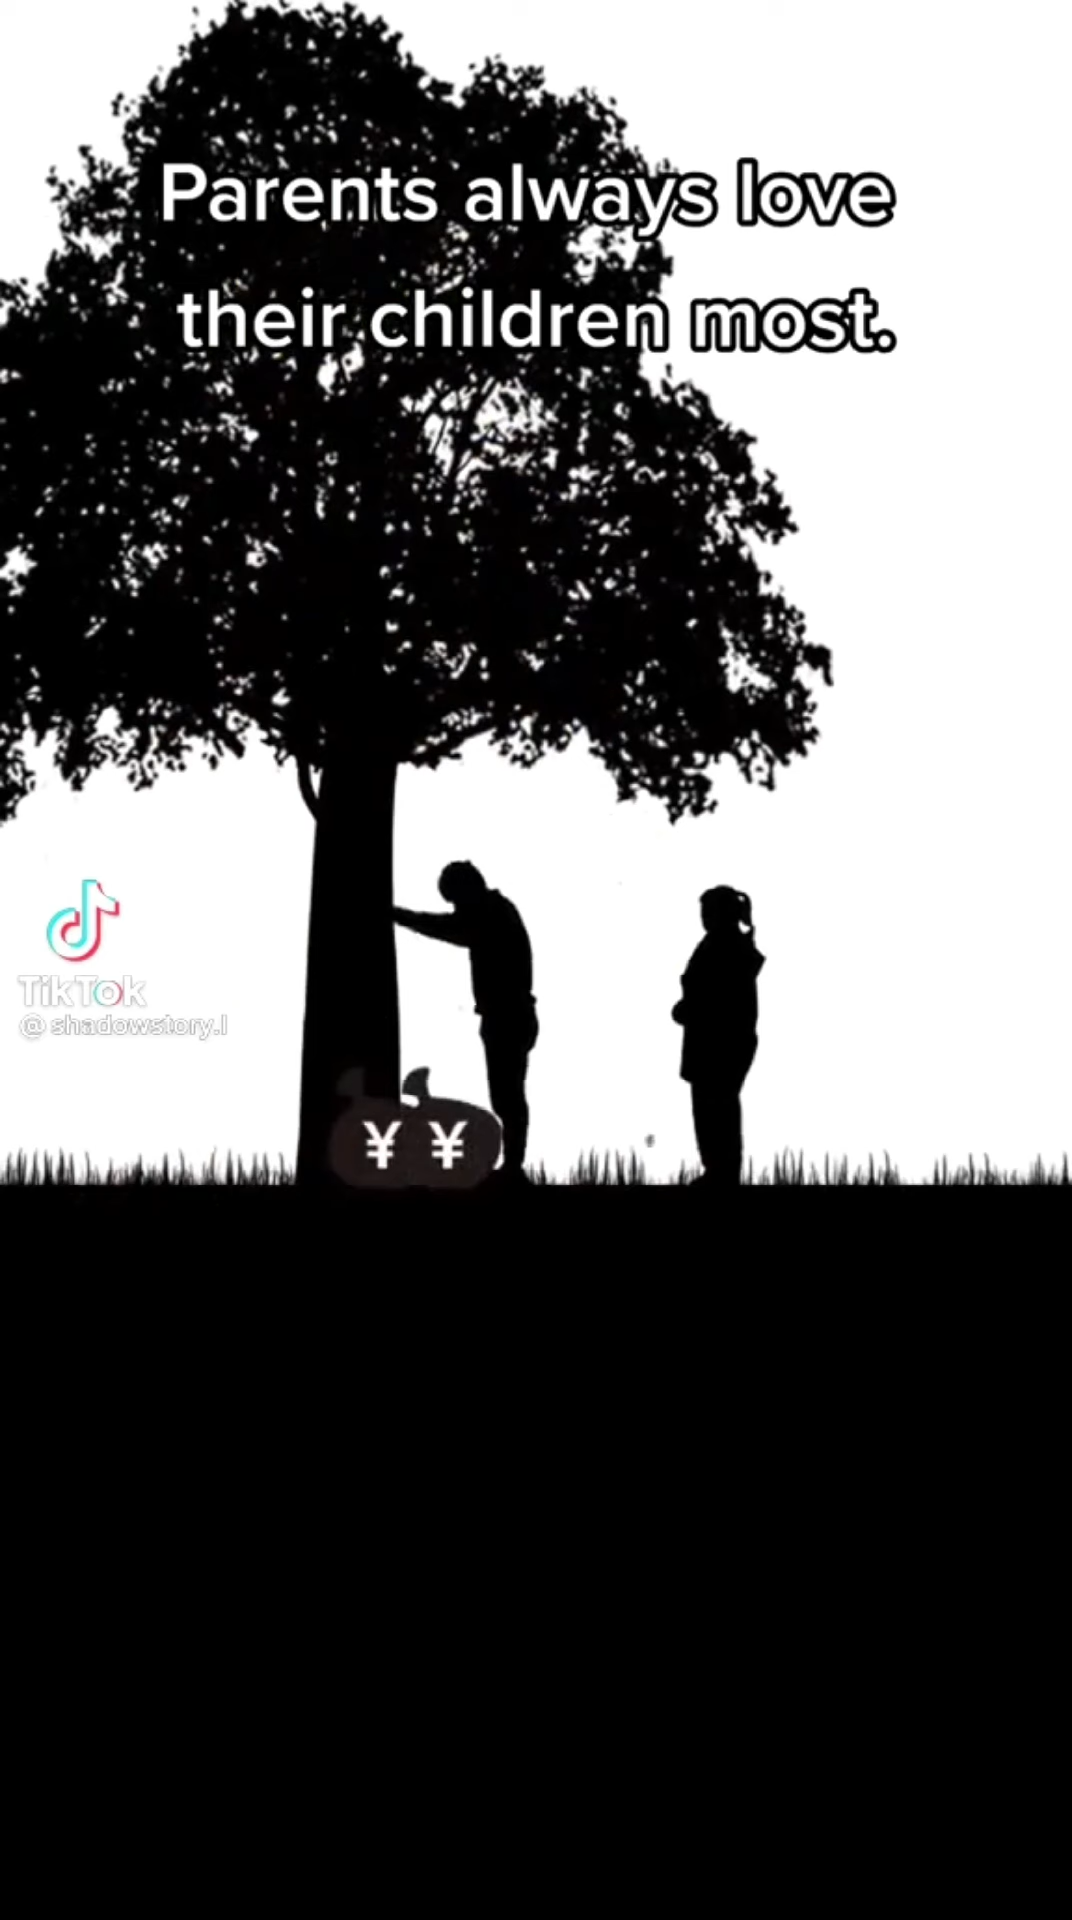 Parents always love
their children most.
TikTok
@ shadowstory.l
¥ ¥